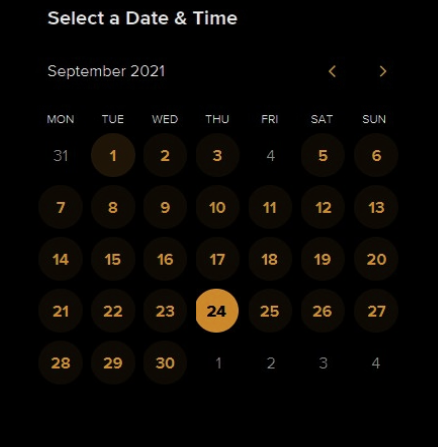 Select a Date & Time
September 2021
MON TUE WED THU FRI SAT SUN
31 1 2 3 4 5 6
7 8 9 10 11 12 13
14 15 16 17 18 19 20
21 22 23 24 25 26 27
28 29 30 1 2 3 4